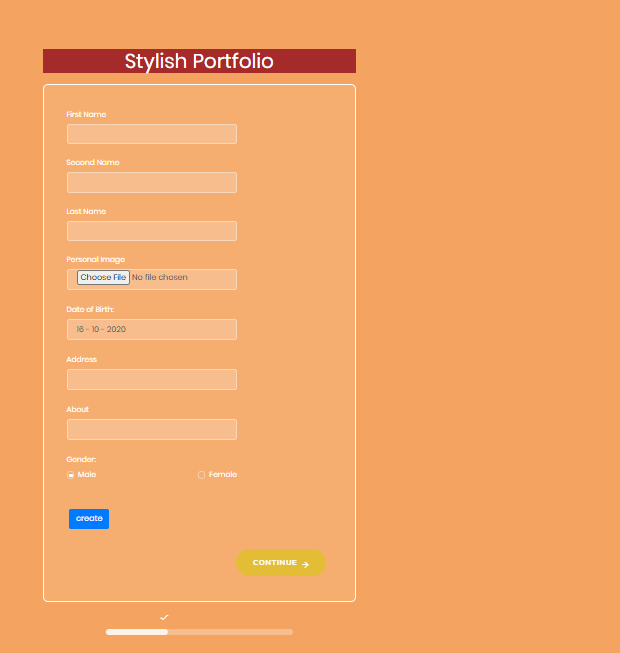 Stylish Portfolio
First Name
Second Name
Last Name
Personal Image
Choose File No file chosen
Date of Birth:
16 - 10 - 2020
Address
About
Gender:
Male Female
create
CONTINUE →